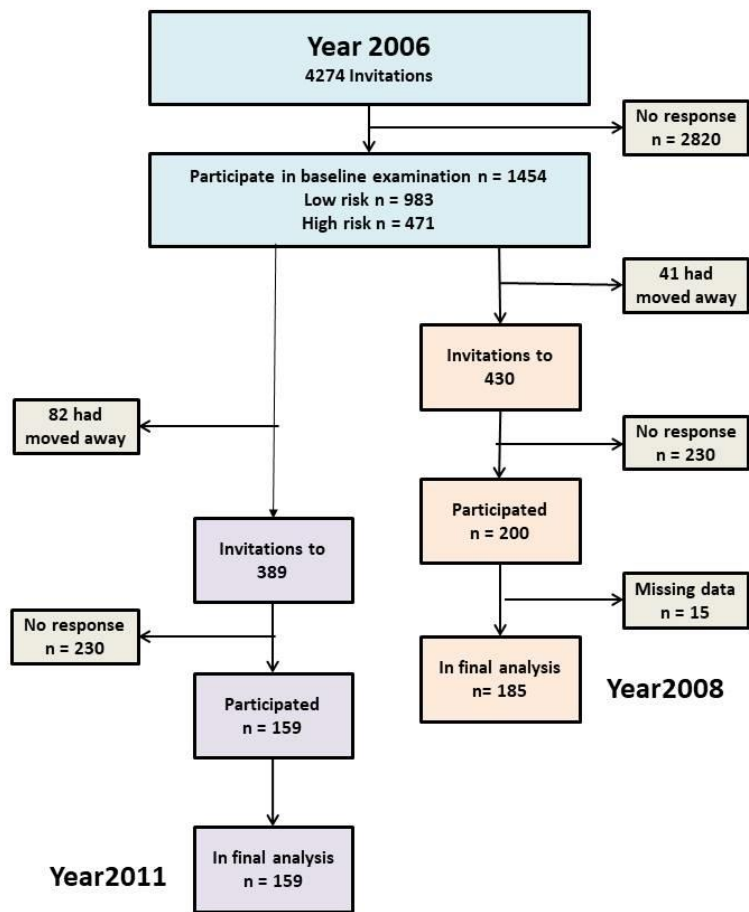 Year 2006
4274 Invitations
No response
n = 2820
Participate in baseline examination n = 1454
Low risk n = 983
High risk n = 471
41 had
moved away
Invitations to
430
82 had
moved away
No response
n = 230
Participated
n = 200
Invitations to
389
Missing data
n = 15
No response
n = 230
In final analysis
n= 185
Year2008
Participated
n = 159
In final analysis
n = 159
Year2011